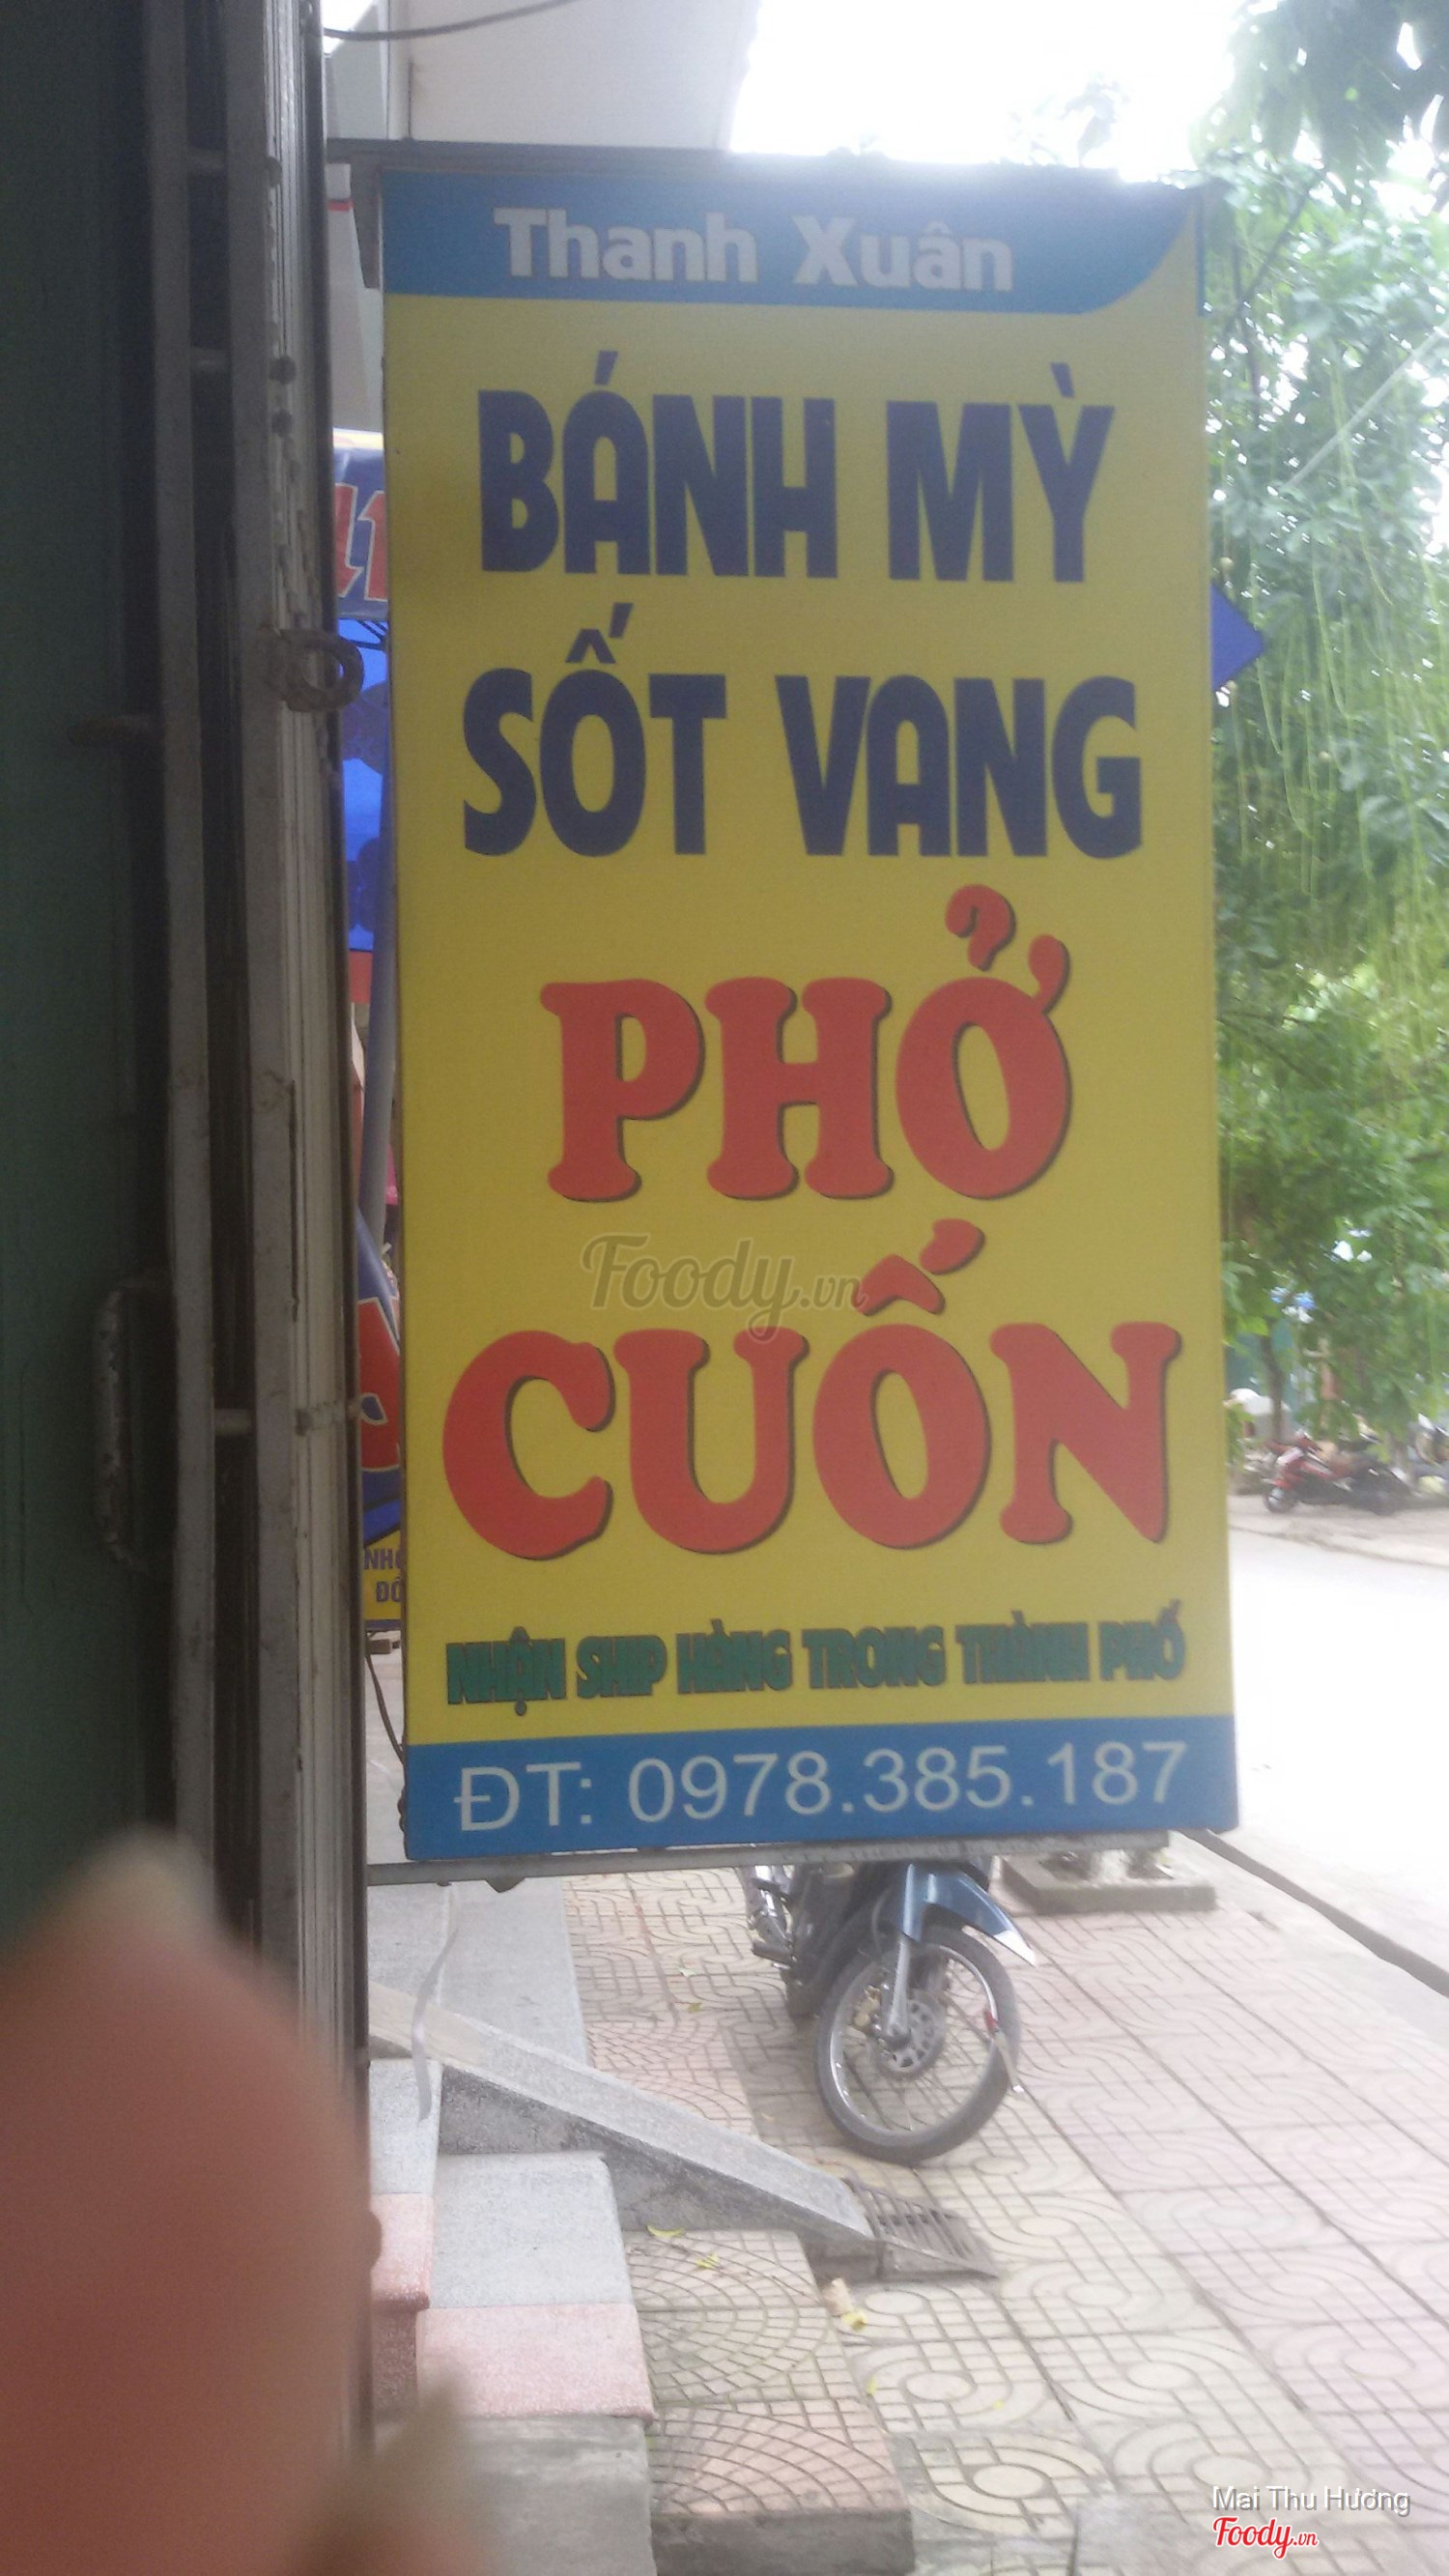 Thanh Xuân
BÁNH MỲ
SỐT VANG
PHỞ
CUỐN
Foody.vn
NHẬN SHIP HÀNG TRONG THÀNH PHỐ
ĐT: 0978.385.187
Mai Thu Hương
Foody.vn